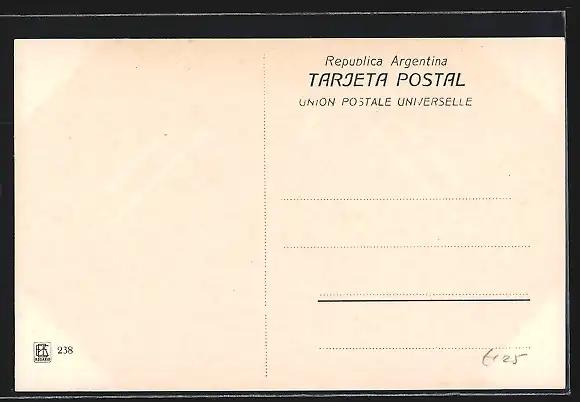 Republica Argentina
TARJETA POSTAL
UNION POSTALE UNIVERSELLE
238